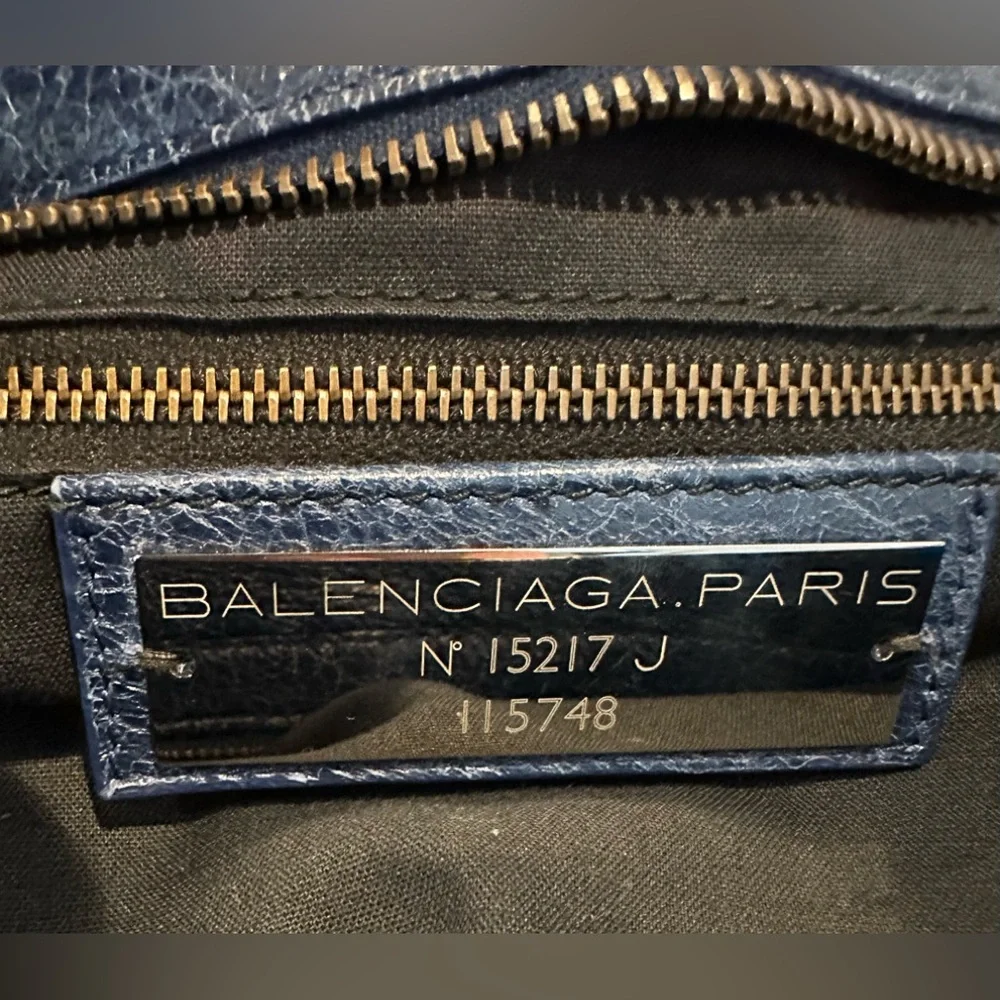 BALENCIAGA.PARIS
N° 15217 J
115748